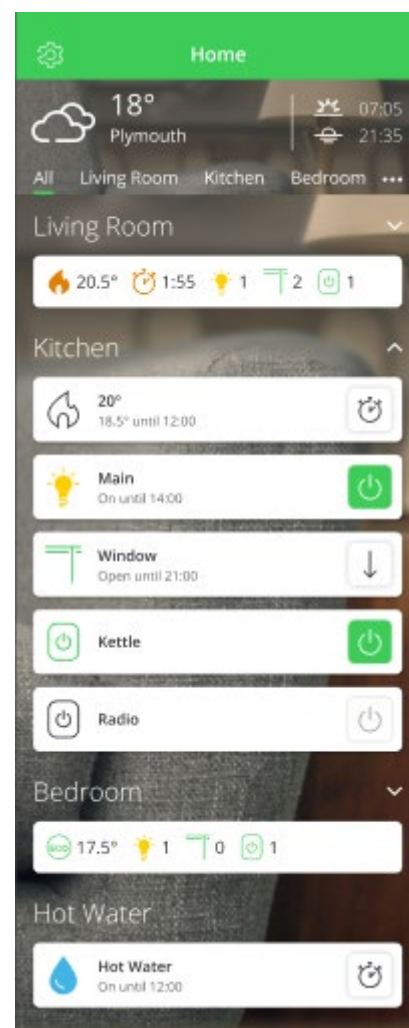 Home
18°
07:05
Plymouth
21:35
All Living Room Kitchen Bedroom •••
Living Room
20.5° 1:55 1 2 1
Kitchen
20°
18.5° until 12:00
Main
On until 14:00
Window
Open until 21:00
Kettle
Radio
Bedroom
eco 17.5° 1 0 1
Hot Water
Hot Water
On until 12:00